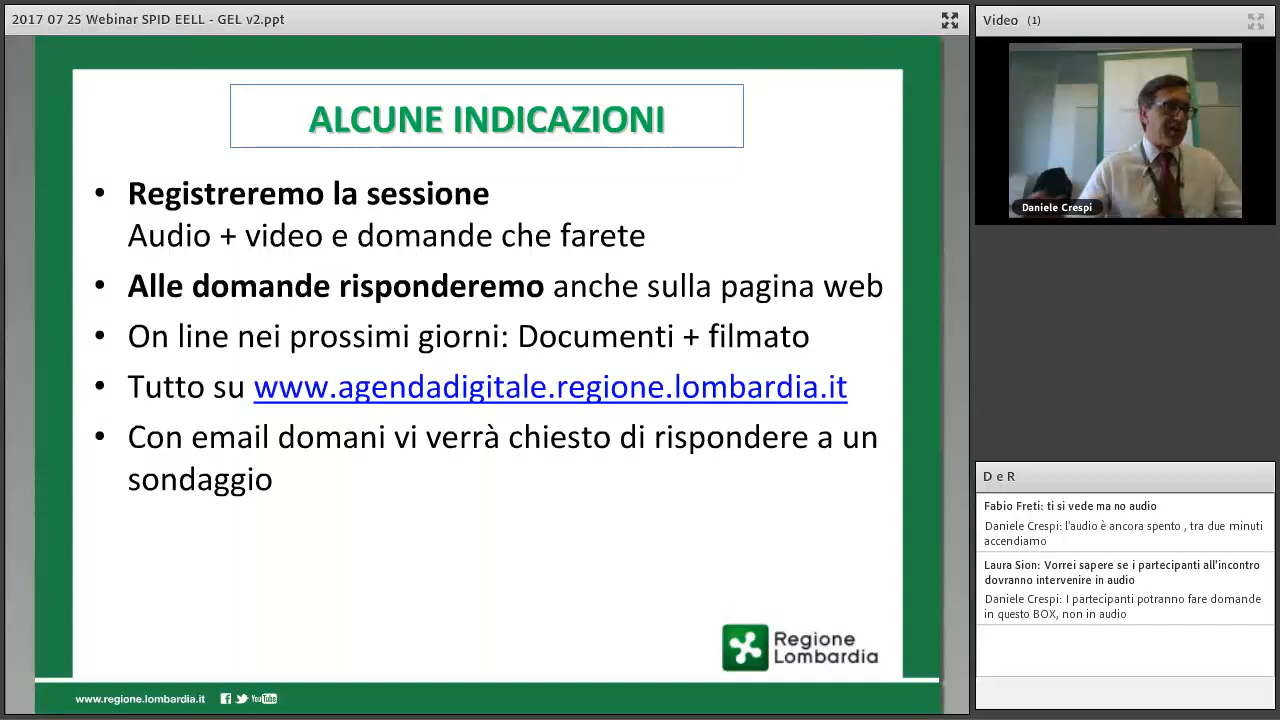 2017 07 25 Webinar SPID EELL - GEL v2.ppt
ALCUNE INDICAZIONI
• Registreremo la sessione
Audio + video e domande che farete
• Alle domande risponderemo anche sulla pagina web
• On line nei prossimi giorni: Documenti + filmato
• Tutto su www.agendadigitale.regione.lombardia.it
• Con email domani vi verrà chiesto di rispondere a un
sondaggio
Regione
Lombardia
www.regione.lombardia.it
YouTube
Video (1)
Daniele Crespi
D e R
Fabio Freti: ti si vede ma no audio
Daniele Crespi: l'audio è ancora spento , tra due minuti
accendiamo
Laura Sion: Vorrei sapere se i partecipanti all'incontro
dovranno intervenire in audio
Daniele Crespi: I partecipanti potranno fare domande
in questo BOX, non in audio